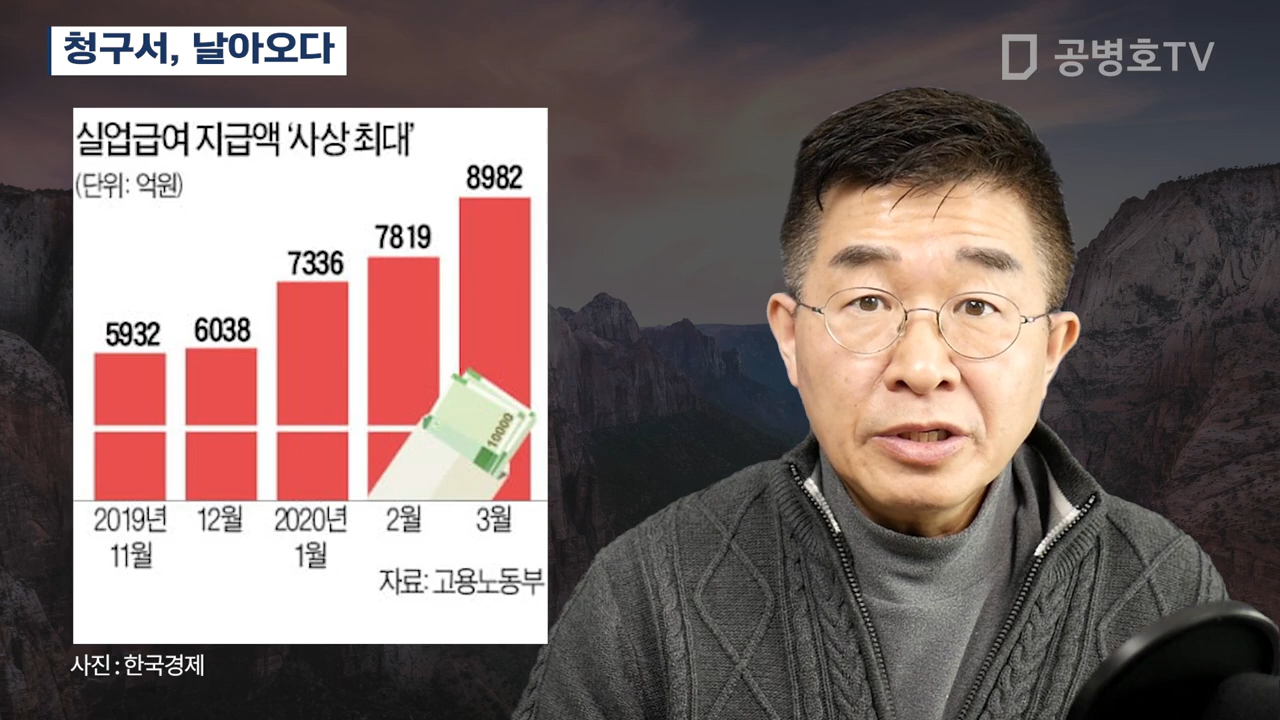 청구서, 날아오다
공병호TV
실업급여 지급액 ‘사상 최대’
(단위: 억원)
5932
6038
7336
7819
8982
10000
2019년
11월
12월
2020년
1월
2월
3월
자료: 고용노동부
사진 : 한국경제